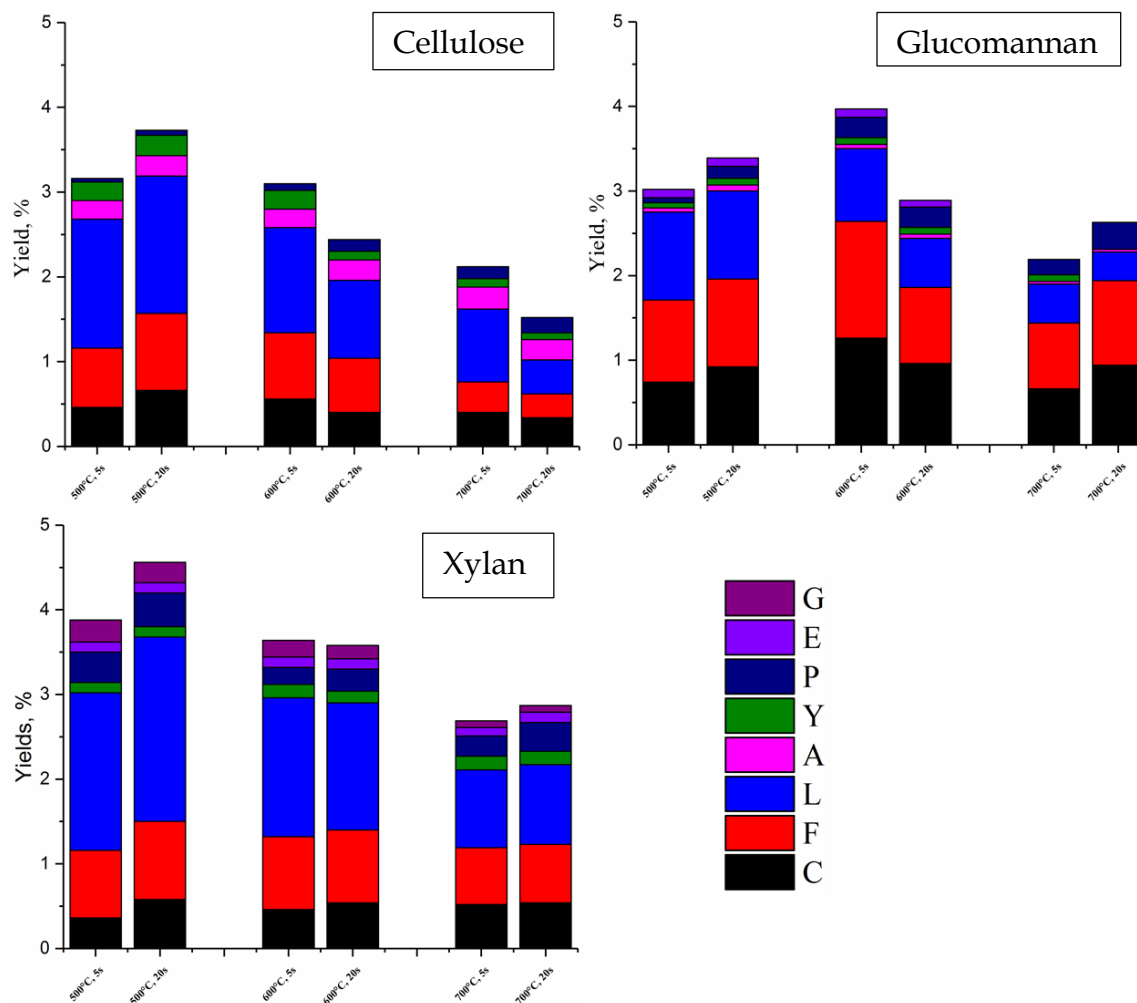 Cellulose
Yield, %
5
4
3
2
1
0
500°C, 5s
500°C, 20s
600°C, 5s
600°C, 20s
700°C, 5s
700°C, 20s
Glucomannan
Yield, %
5
4
3
2
1
0
500°C, 5s
500°C, 20s
600°C, 5s
600°C, 20s
700°C, 5s
700°C, 20s
Xylan
Yields, %
5
4
3
2
1
0
500°C, 5s
500°C, 20s
600°C, 5s
600°C, 20s
700°C, 5s
700°C, 20s
G
E
P
Y
A
L
F
C